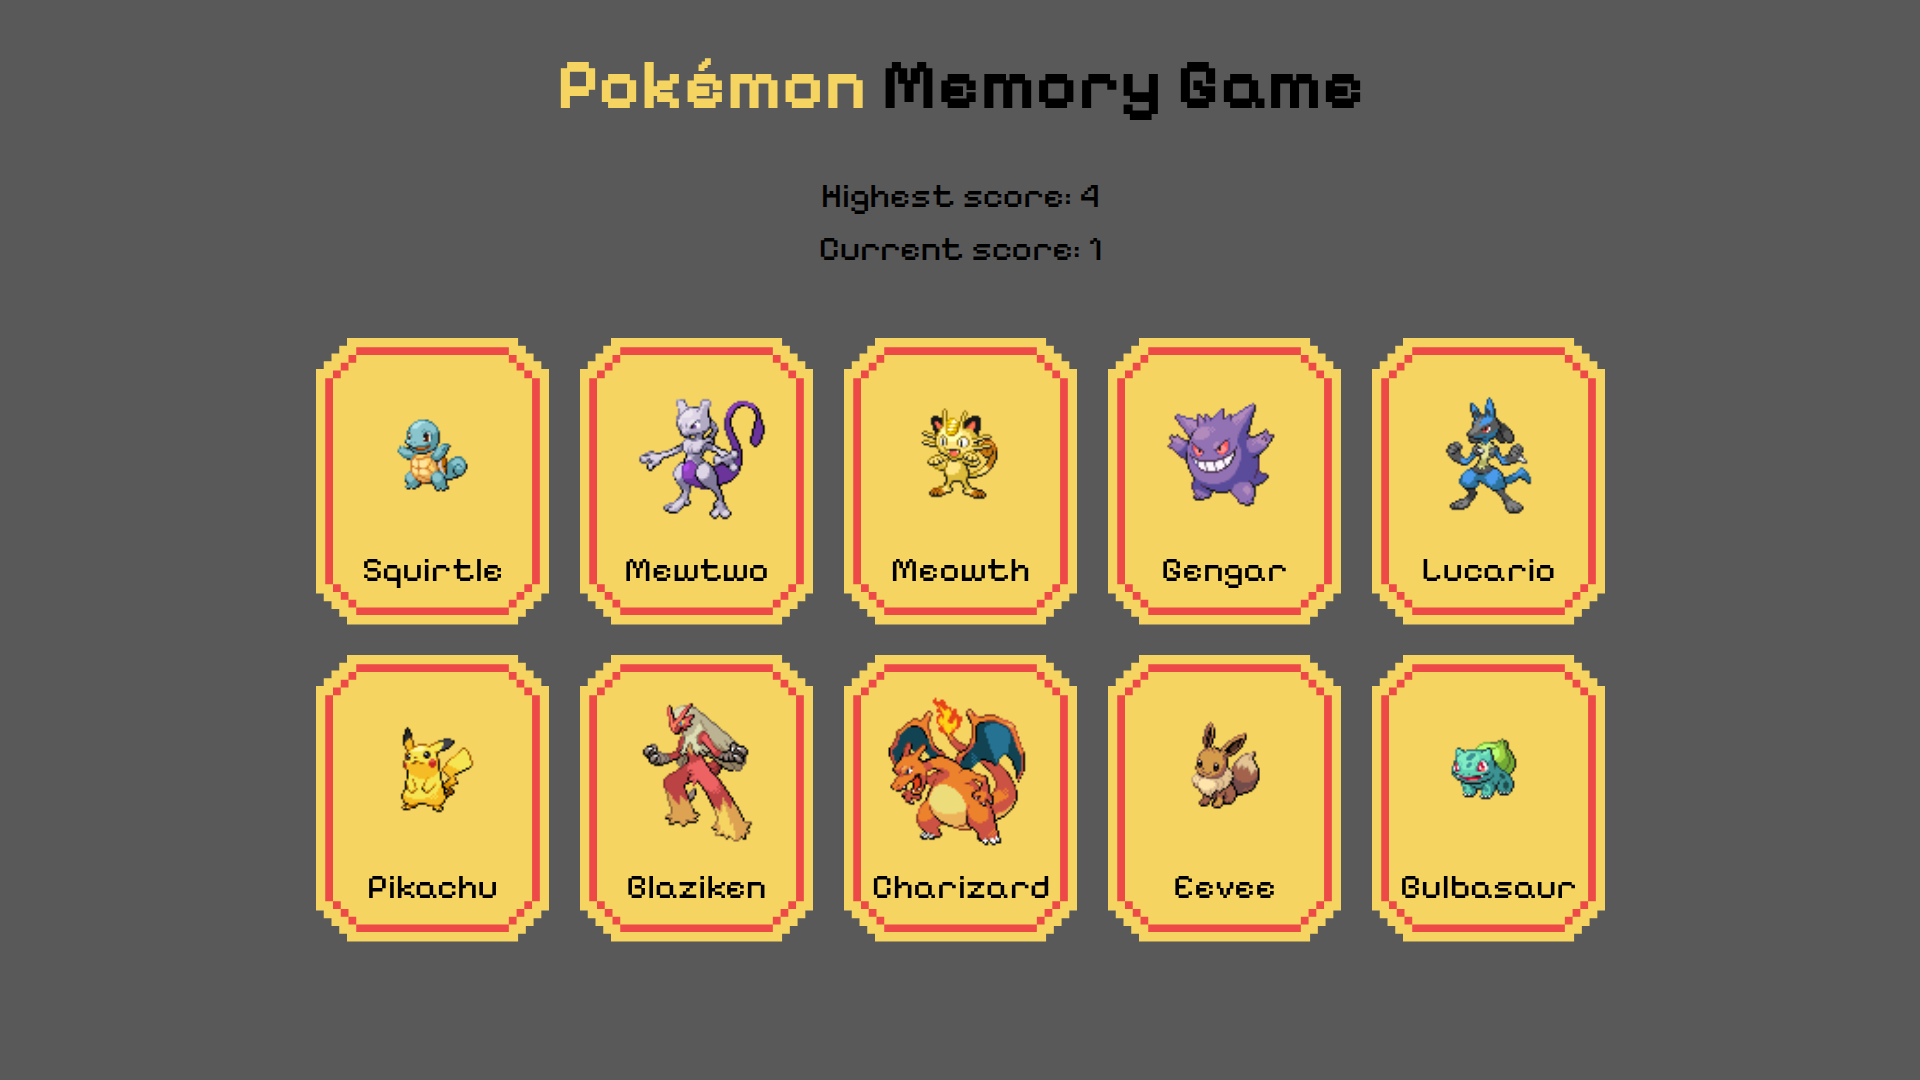 Pokémon Memory Game
Highest score: 4
Current score: 1
Squirtle
Mewtwo
Meowth
Gengar
Lucario
Pikachu
Blaziken
Charizard
Eevee
Bulbasaur